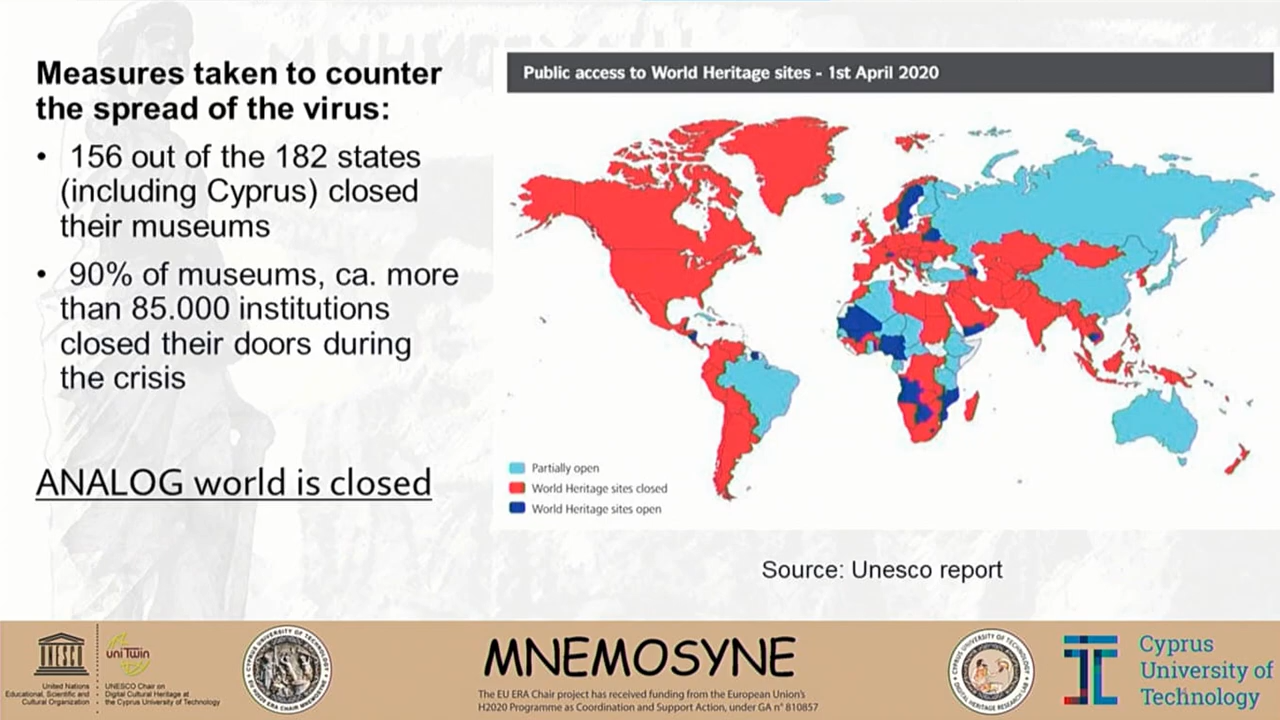 Measures taken to counter
the spread of the virus:
• 156 out of the 182 states
(including Cyprus) closed
their museums
• 90% of museums, ca. more
than 85.000 institutions
closed their doors during
the crisis
ANALOG world is closed
Public access to World Heritage sites - 1st April 2020
Partially open
World Heritage sites closed
World Heritage sites open
Source: Unesco report
UNESCO
United Nations
Educational, Scientific and
Cultural Organization
uniTwin
UNESCO Chair on
Digital Cultural Heritage at
the Cyprus University of Technology
MNEMOSYNE
The EU ERA Chair project has received funding from the European Union's
H2020 Programme as Coordination and Support Action, under GA n° 810857
Cyprus
University of
Technology